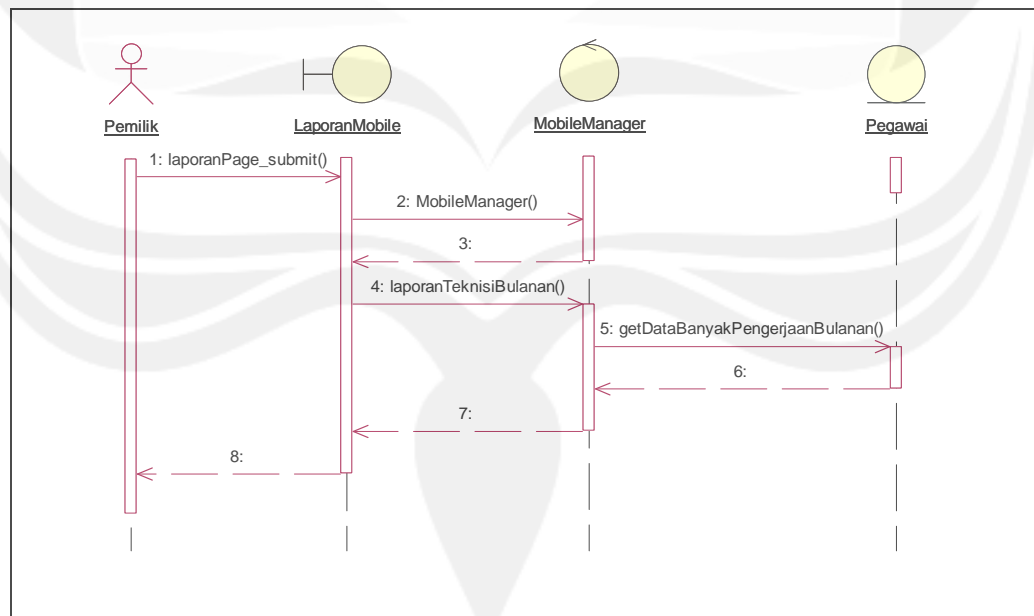 Pemilik
LaporanMobile
MobileManager
Pegawai
1: laporanPage_submit()
2: MobileManager()
3:
4: laporanTeknisiBulanan()
5: getDataBanyakPengerjaanBulanan()
6:
7:
8: